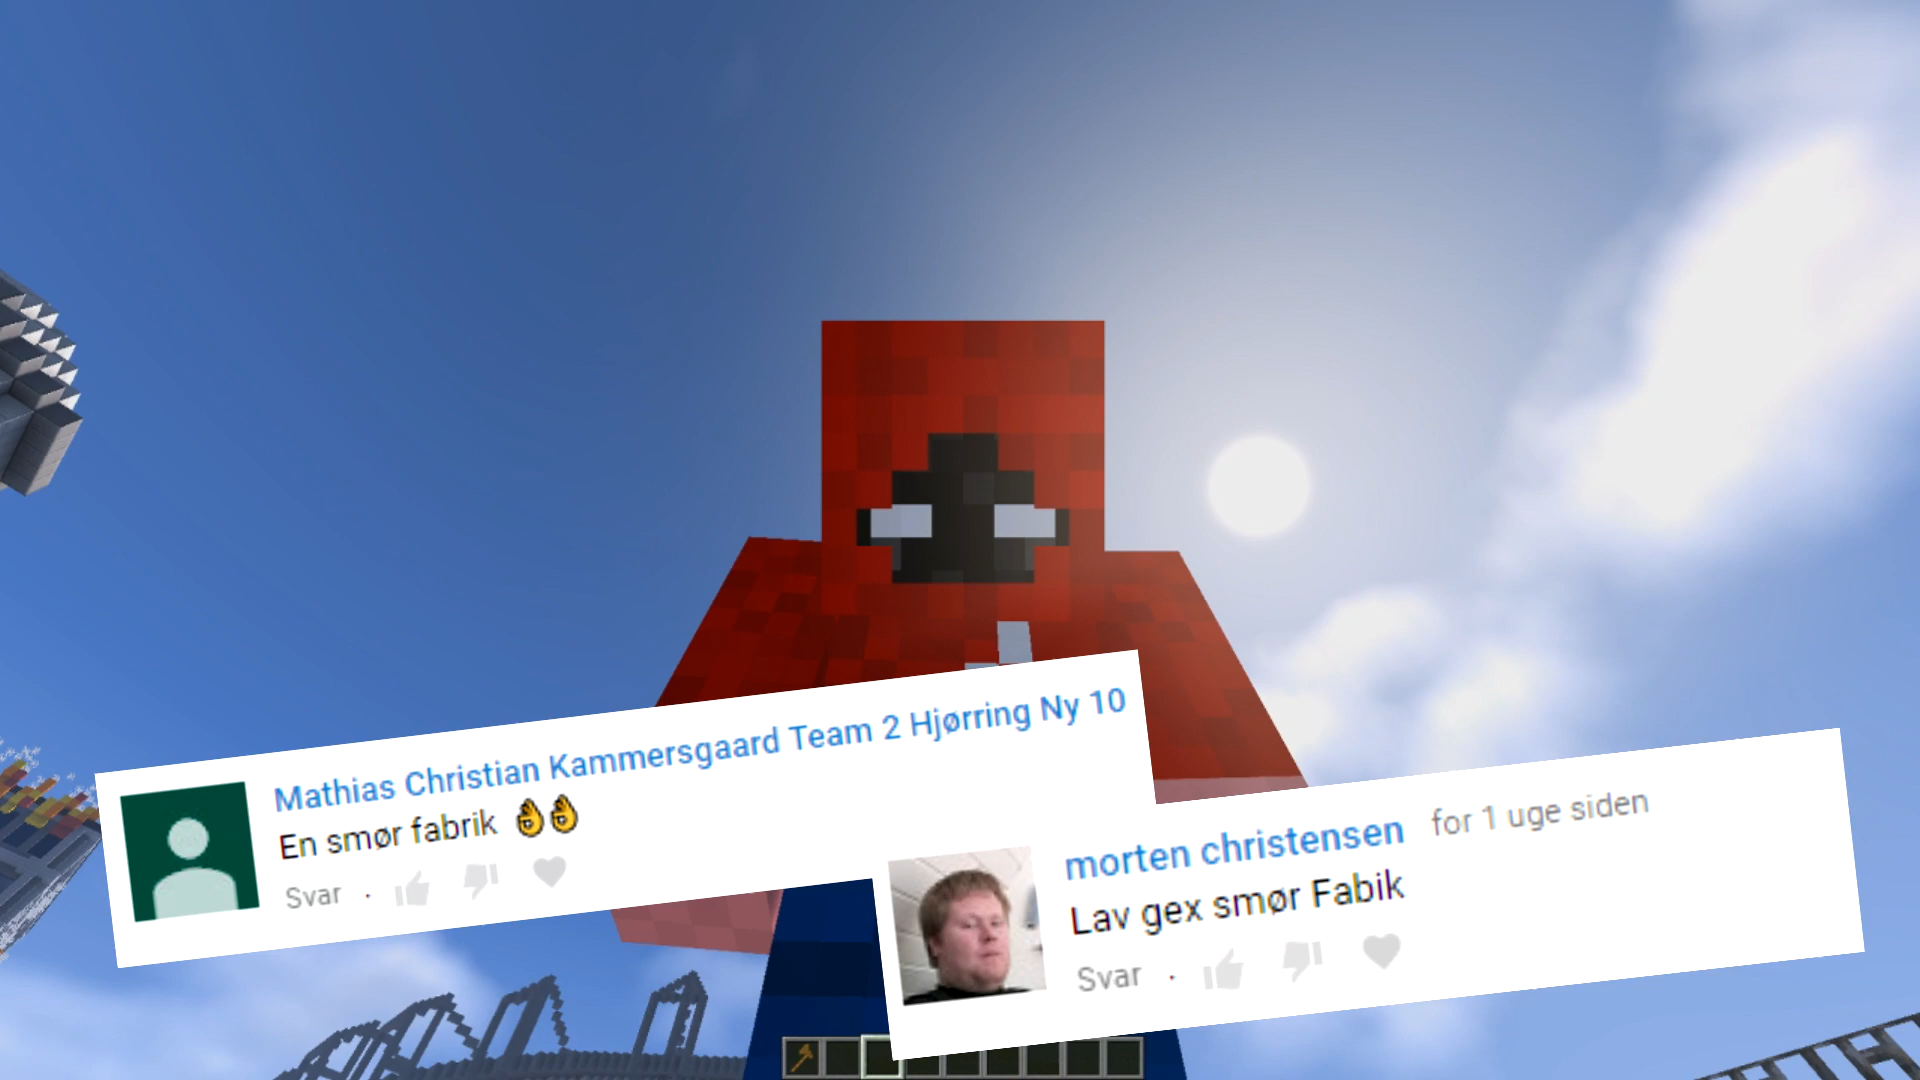 Mathias Christian Kammersgaard Team 2 Hjørring Ny 10
En smør fabrik 👌👌
Svar ·
morten christensen for 1 uge siden
Lav gex smør Fabik
Svar ·